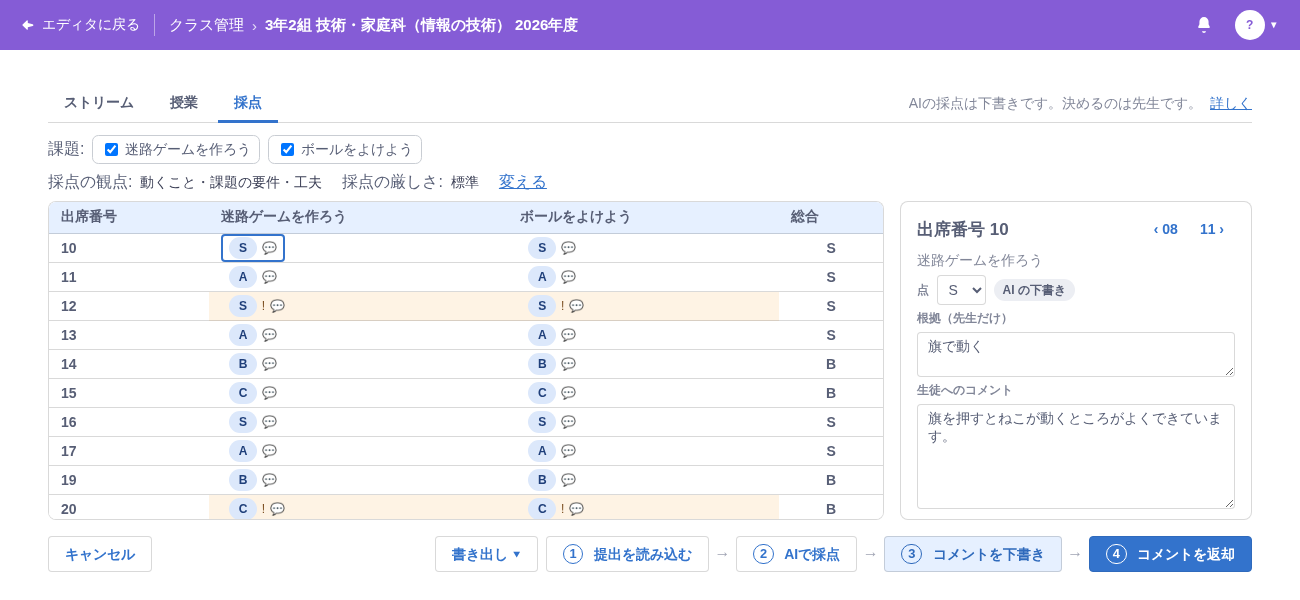 エディタに戻る クラス管理 › 3年2組 技術・家庭科（情報の技術） 2026年度 ? ▾
ストリーム 授業 採点 AIの採点は下書きです。決めるのは先生です。 詳しく
課題: 迷路ゲームを作ろう ボールをよけよう
採点の観点: 動くこと・課題の要件・工夫 採点の厳しさ: 標準 変える
出席番号 迷路ゲームを作ろう ボールをよけよう 総合
10 S S S
11 A A S
12 S ! S ! S
13 A A S
14 B B B
15 C C B
16 S S S
17 A A S
19 B B B
20 C ! C ! B
出席番号 10 ‹ 08 11 ›
迷路ゲームを作ろう
点 S AI の下書き
根拠（先生だけ）
旗で動く
生徒へのコメント
旗を押すとねこが動くところがよくできていま
す。
キャンセル 書き出し ▾ 1 提出を読み込む → 2 AIで採点 → 3 コメントを下書き → 4 コメントを返却